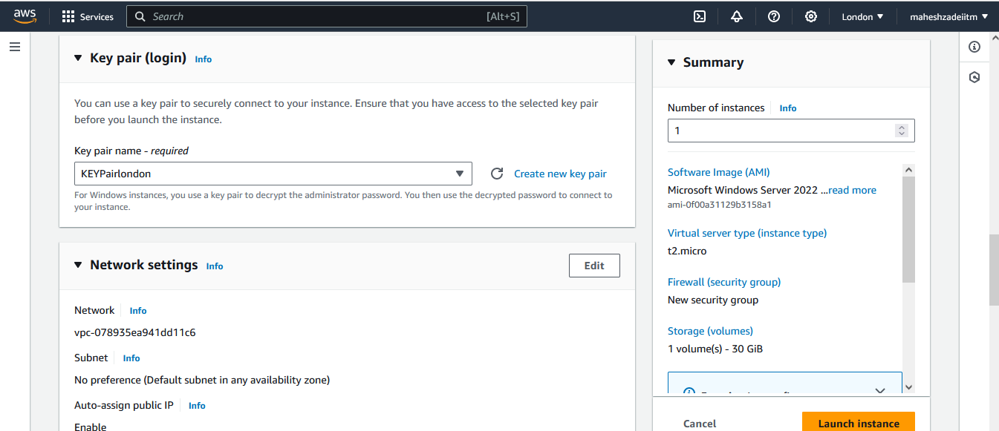 aws
Services
Search
[Alt+S]
London
maheshzadeiitm
Key pair (login) Info
You can use a key pair to securely connect to your instance. Ensure that you have access to the selected key pair
before you launch the instance.
Key pair name - required
KEYPairlondon
Create new key pair
For Windows instances, you use a key pair to decrypt the administrator password. You then use the decrypted password to connect to
your instance.
Network settings Info
Edit
Network Info
vpc-078935ea941dd11c6
Subnet Info
No preference (Default subnet in any availability zone)
Auto-assign public IP Info
Enable
Summary
Number of instances Info
1
Software Image (AMI)
Microsoft Windows Server 2022 ...read more
ami-0f00a31129b3158a1
Virtual server type (instance type)
t2.micro
Firewall (security group)
New security group
Storage (volumes)
1 volume(s) - 30 GiB
Cancel
Launch instance